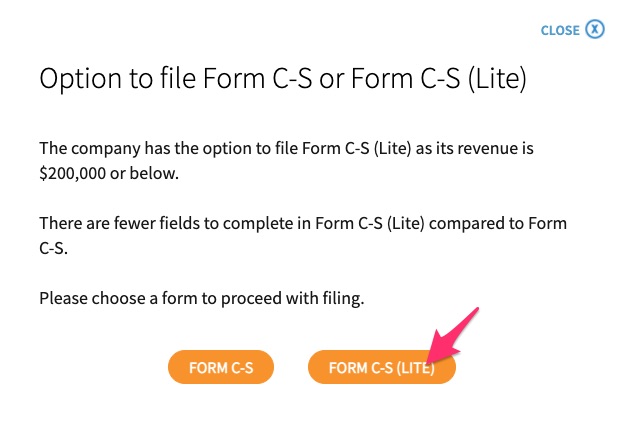 CLOSE X
Option to file Form C-S or Form C-S (Lite)
The company has the option to file Form C-S (Lite) as its revenue is
$200,000 or below.
There are fewer fields to complete in Form C-S (Lite) compared to Form
C-S.
Please choose a form to proceed with filing.
FORM C-S
FORM C-S (LITE)